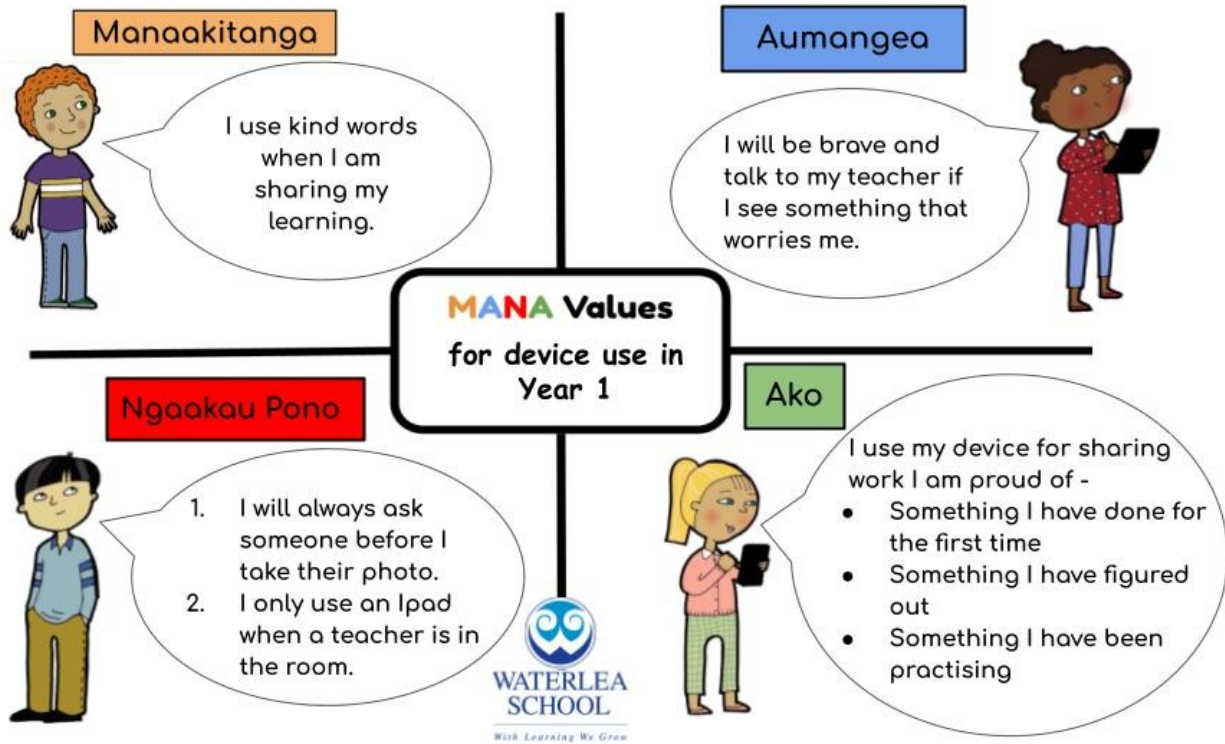 Manaakitanga
I use kind words
when I am
sharing my
learning.
Aumangea
I will be brave and
talk to my teacher if
I see something that
worries me.
MANA Values
for device use in
Year 1
Ngaakau Pono
1. I will always ask
someone before I
take their photo.
2. I only use an Ipad
when a teacher is in
the room.
Ako
I use my device for sharing
work I am proud of -
● Something I have done for
the first time
● Something I have figured
out
● Something I have been
practising
WATERLEA
SCHOOL
With Learning We Grow